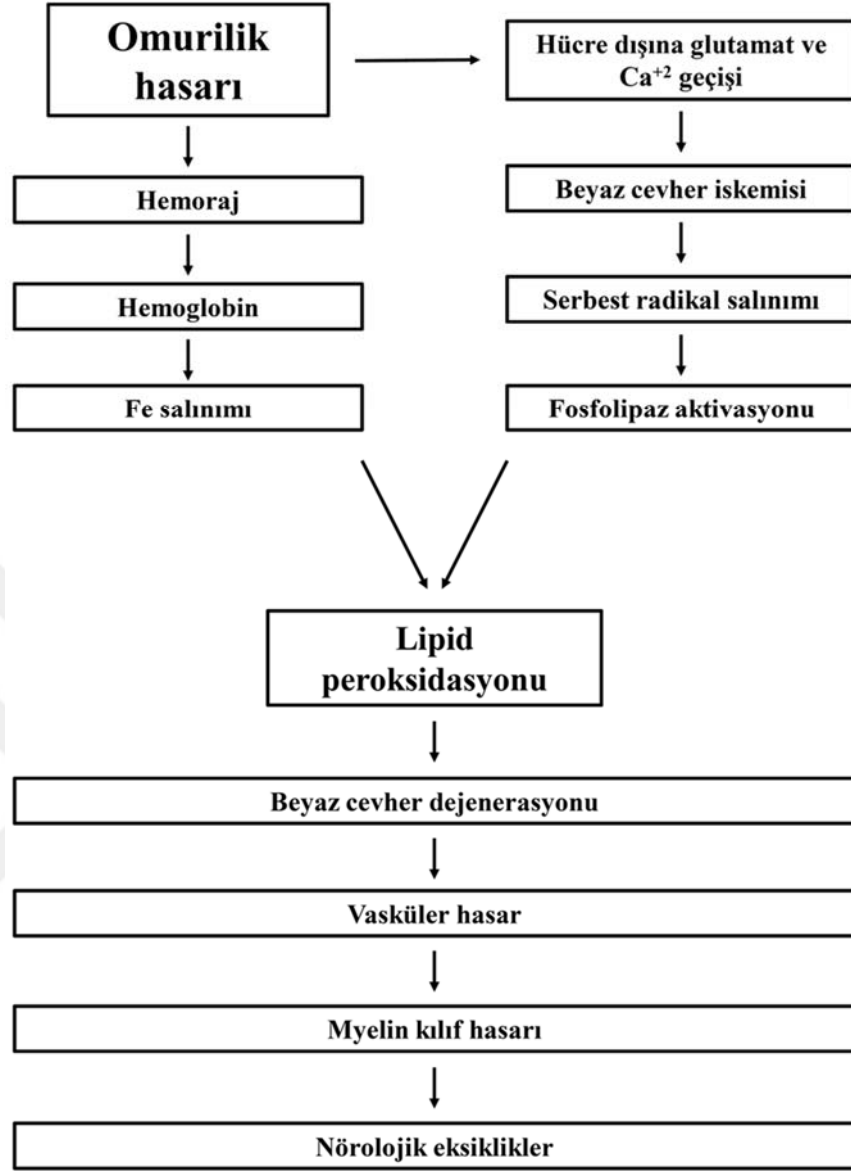 Omurilik
hasarı
Hücre dışına glutamat ve
Ca+2 geçişi
Hemoraj
Beyaz cevher iskemisi
Hemoglobin
Serbest radikal salınımı
Fe salınımı
Fosfolipaz aktivasyonu
Lipid
peroksidasyonu
Beyaz cevher dejenerasyonu
Vasküler hasar
Myelin kılıf hasarı
Nörolojik eksiklikler